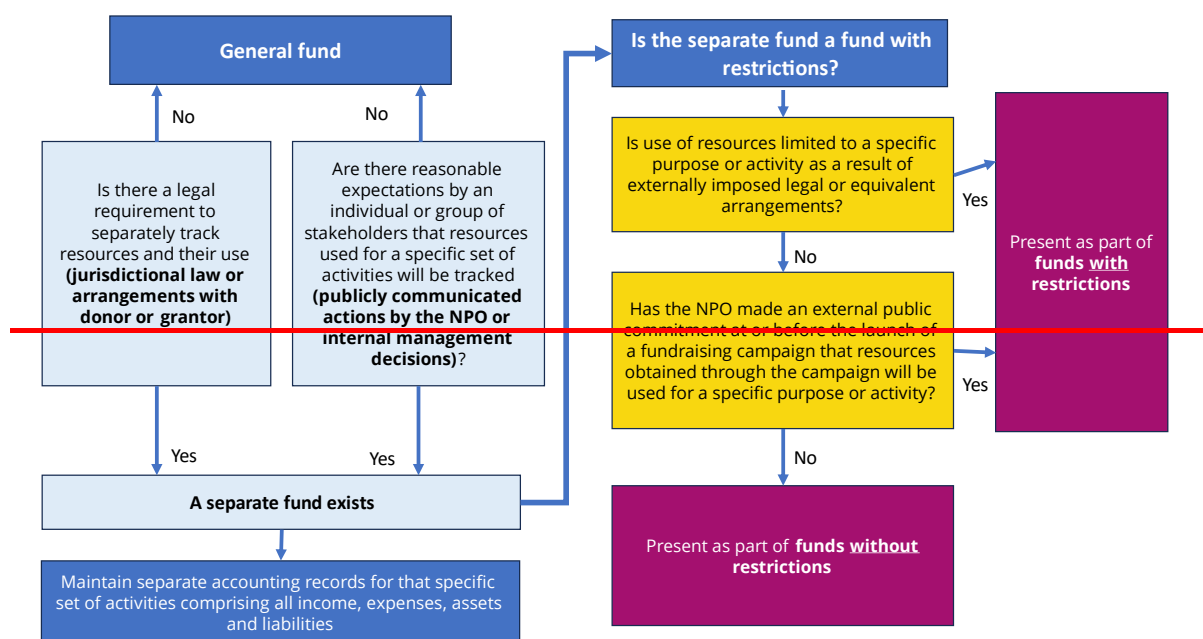 General fund
No
No
Is there a legal
requirement to
separately track
resources and their use
(jurisdictional law or
arrangements with
donor or grantor)
Are there reasonable
expectations by an
individual or group of
stakeholders that resources
used for a specific set of
activities will be tracked
(publicly communicated
actions by the NPO or
internal management
decisions)?
Yes
Yes
A separate fund exists
Maintain separate accounting records for that specific
set of activities comprising all income, expenses, assets
and liabilities
Is the separate fund a fund with
restrictions?
Is use of resources limited to a specific
purpose or activity as a result of
externally imposed legal or equivalent
arrangements?
Yes
No
Has the NPO made an external public
commitment at or before the launch of
a fundraising campaign that resources
obtained through the campaign will be
used for a specific purpose or activity?
Yes
No
Present as part of
funds with
restrictions
Present as part of funds without
restrictions